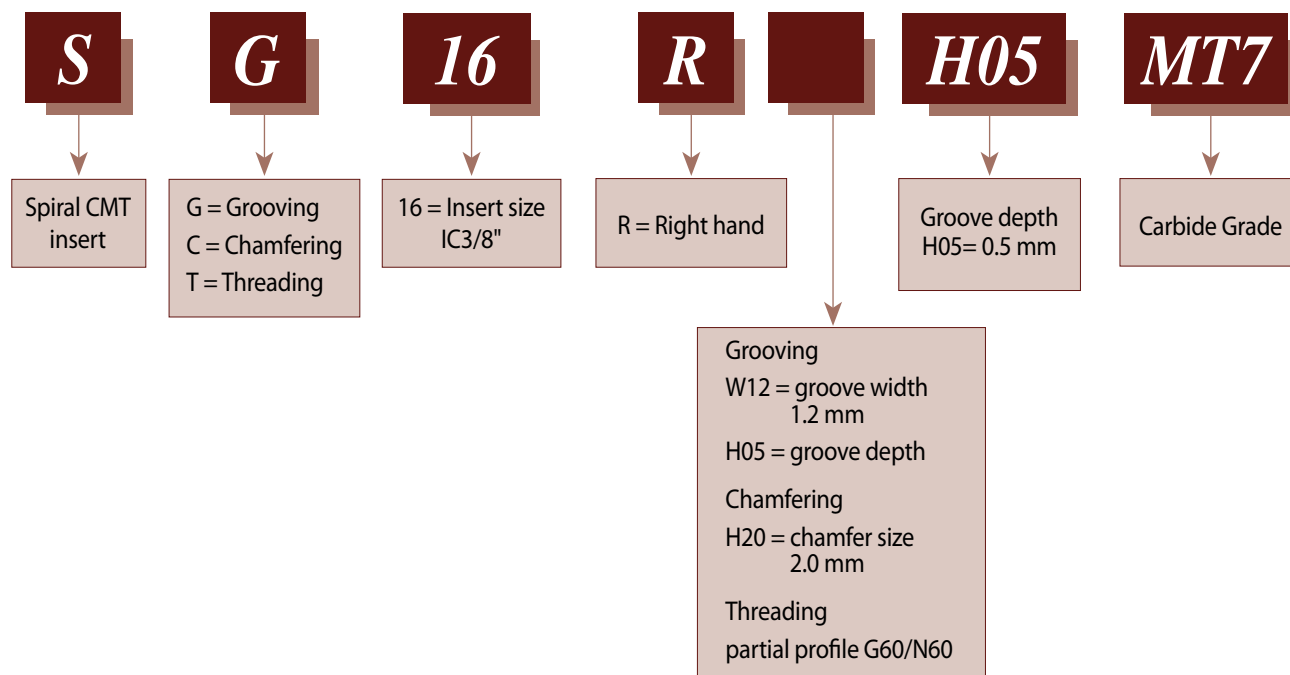 S G 16 R H05 MT7
Spiral CMT
insert
G = Grooving
C = Chamfering
T = Threading
16 = Insert size
IC3/8"
R = Right hand
Groove depth
H05= 0.5 mm
Carbide Grade
Grooving
W12 = groove width
1.2 mm
H05 = groove depth
Chamfering
H20 = chamfer size
2.0 mm
Threading
partial profile G60/N60